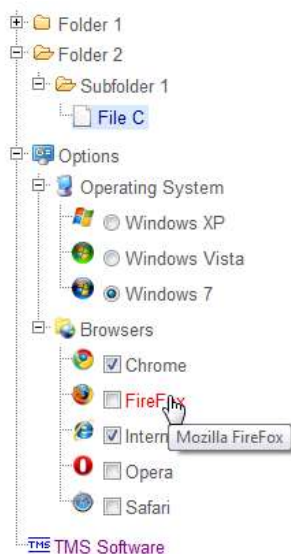 Folder 1
Folder 2
Subfolder 1
File C
Options
Operating System
Windows XP
Windows Vista
Windows 7
Browsers
Chrome
FireFox
Intern
Mozilla FireFox
Opera
Safari
TMS TMS Software